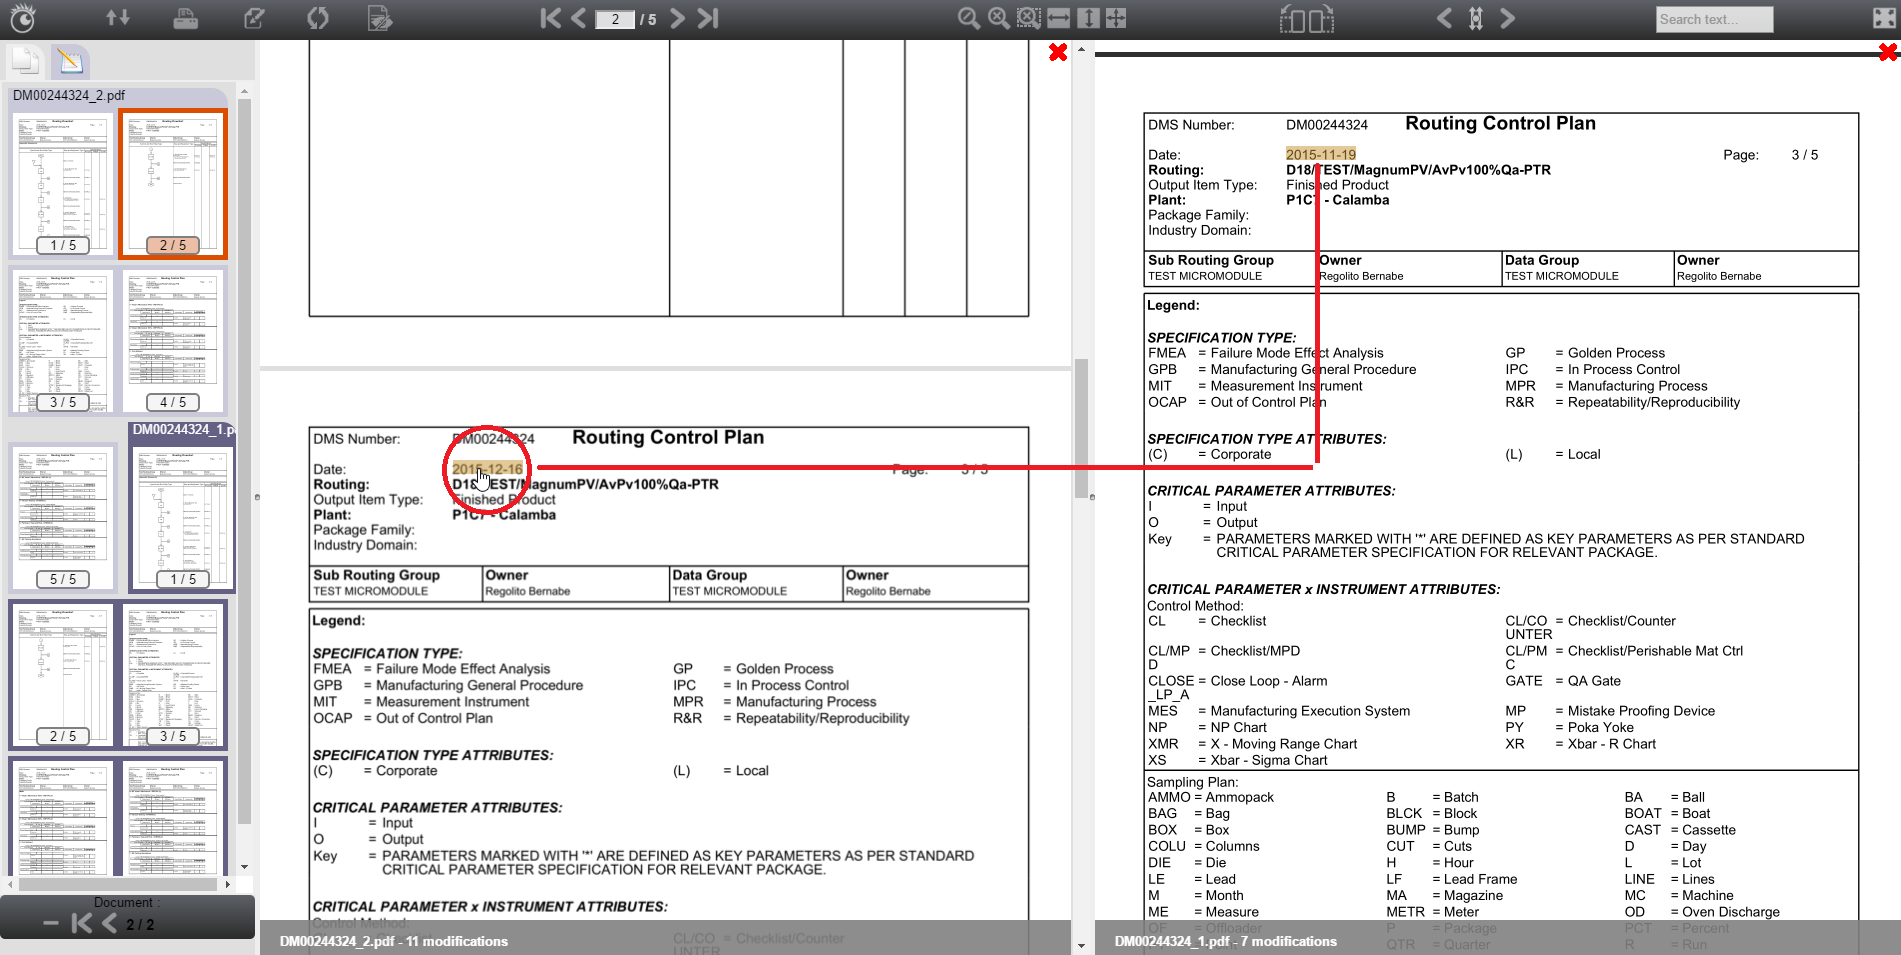 2 / 5
Search text...
DM00244324_2.pdf
1 / 5
2 / 5
3 / 5
4 / 5
DM00244324_1.p
5 / 5
1 / 5
2 / 5
3 / 5
Document :
2 / 2
DMS Number: DM00244324 Routing Control Plan
Date: 2015-12-16 Page: 3 / 5
Routing: D18/TEST/MagnumPV/AvPv100%Qa-PTR
Output Item Type: Finished Product
Plant: P1C7 - Calamba
Package Family:
Industry Domain:
Sub Routing Group Owner Data Group Owner
TEST MICROMODULE Regolito Bernabe TEST MICROMODULE Regolito Bernabe
Legend:
SPECIFICATION TYPE:
FMEA = Failure Mode Effect Analysis GP = Golden Process
GPB = Manufacturing General Procedure IPC = In Process Control
MIT = Measurement Instrument MPR = Manufacturing Process
OCAP = Out of Control Plan R&R = Repeatability/Reproducibility
SPECIFICATION TYPE ATTRIBUTES:
(C) = Corporate (L) = Local
CRITICAL PARAMETER ATTRIBUTES:
I = Input
O = Output
Key = PARAMETERS MARKED WITH '*' ARE DEFINED AS KEY PARAMETERS AS PER STANDARD
CRITICAL PARAMETER SPECIFICATION FOR RELEVANT PACKAGE.
CRITICAL PARAMETER x INSTRUMENT ATTRIBUTES:
Control Method:
DM00244324_2.pdf - 11 modifications
CL/CO = Checklist/Counter
UNTER
DMS Number: DM00244324 Routing Control Plan
Date: 2015-11-19 Page: 3 / 5
Routing: D18/TEST/MagnumPV/AvPv100%Qa-PTR
Output Item Type: Finished Product
Plant: P1C7 - Calamba
Package Family:
Industry Domain:
Sub Routing Group Owner Data Group Owner
TEST MICROMODULE Regolito Bernabe TEST MICROMODULE Regolito Bernabe
Legend:
SPECIFICATION TYPE:
FMEA = Failure Mode Effect Analysis GP = Golden Process
GPB = Manufacturing General Procedure IPC = In Process Control
MIT = Measurement Instrument MPR = Manufacturing Process
OCAP = Out of Control Plan R&R = Repeatability/Reproducibility
SPECIFICATION TYPE ATTRIBUTES:
(C) = Corporate (L) = Local
CRITICAL PARAMETER ATTRIBUTES:
I = Input
O = Output
Key = PARAMETERS MARKED WITH '*' ARE DEFINED AS KEY PARAMETERS AS PER STANDARD
CRITICAL PARAMETER SPECIFICATION FOR RELEVANT PACKAGE.
CRITICAL PARAMETER x INSTRUMENT ATTRIBUTES:
Control Method:
CL = Checklist CL/CO = Checklist/Counter
UNTER
CL/MP = Checklist/MPD CL/PM = Checklist/Perishable Mat Ctrl
D C
CLOSE = Close Loop - Alarm GATE = QA Gate
_LP_A
MES = Manufacturing Execution System MP = Mistake Proofing Device
NP = NP Chart PY = Poka Yoke
XMR = X - Moving Range Chart XR = Xbar - R Chart
XS = Xbar - Sigma Chart
Sampling Plan:
AMMO = Ammopack B = Batch BA = Ball
BAG = Bag BLCK = Block BOAT = Boat
BOX = Box BUMP = Bump CAST = Cassette
COLU = Columns CUT = Cuts D = Day
DIE = Die H = Hour L = Lot
LE = Lead LF = Lead Frame LINE = Lines
M = Month MA = Magazine MC = Machine
ME = Measure METR = Meter OD = Oven Discharge
OF = Offloader P = Package PCT = Percent
DM00244324_1.pdf - 7 modifications
QTR = Quarter R = Run